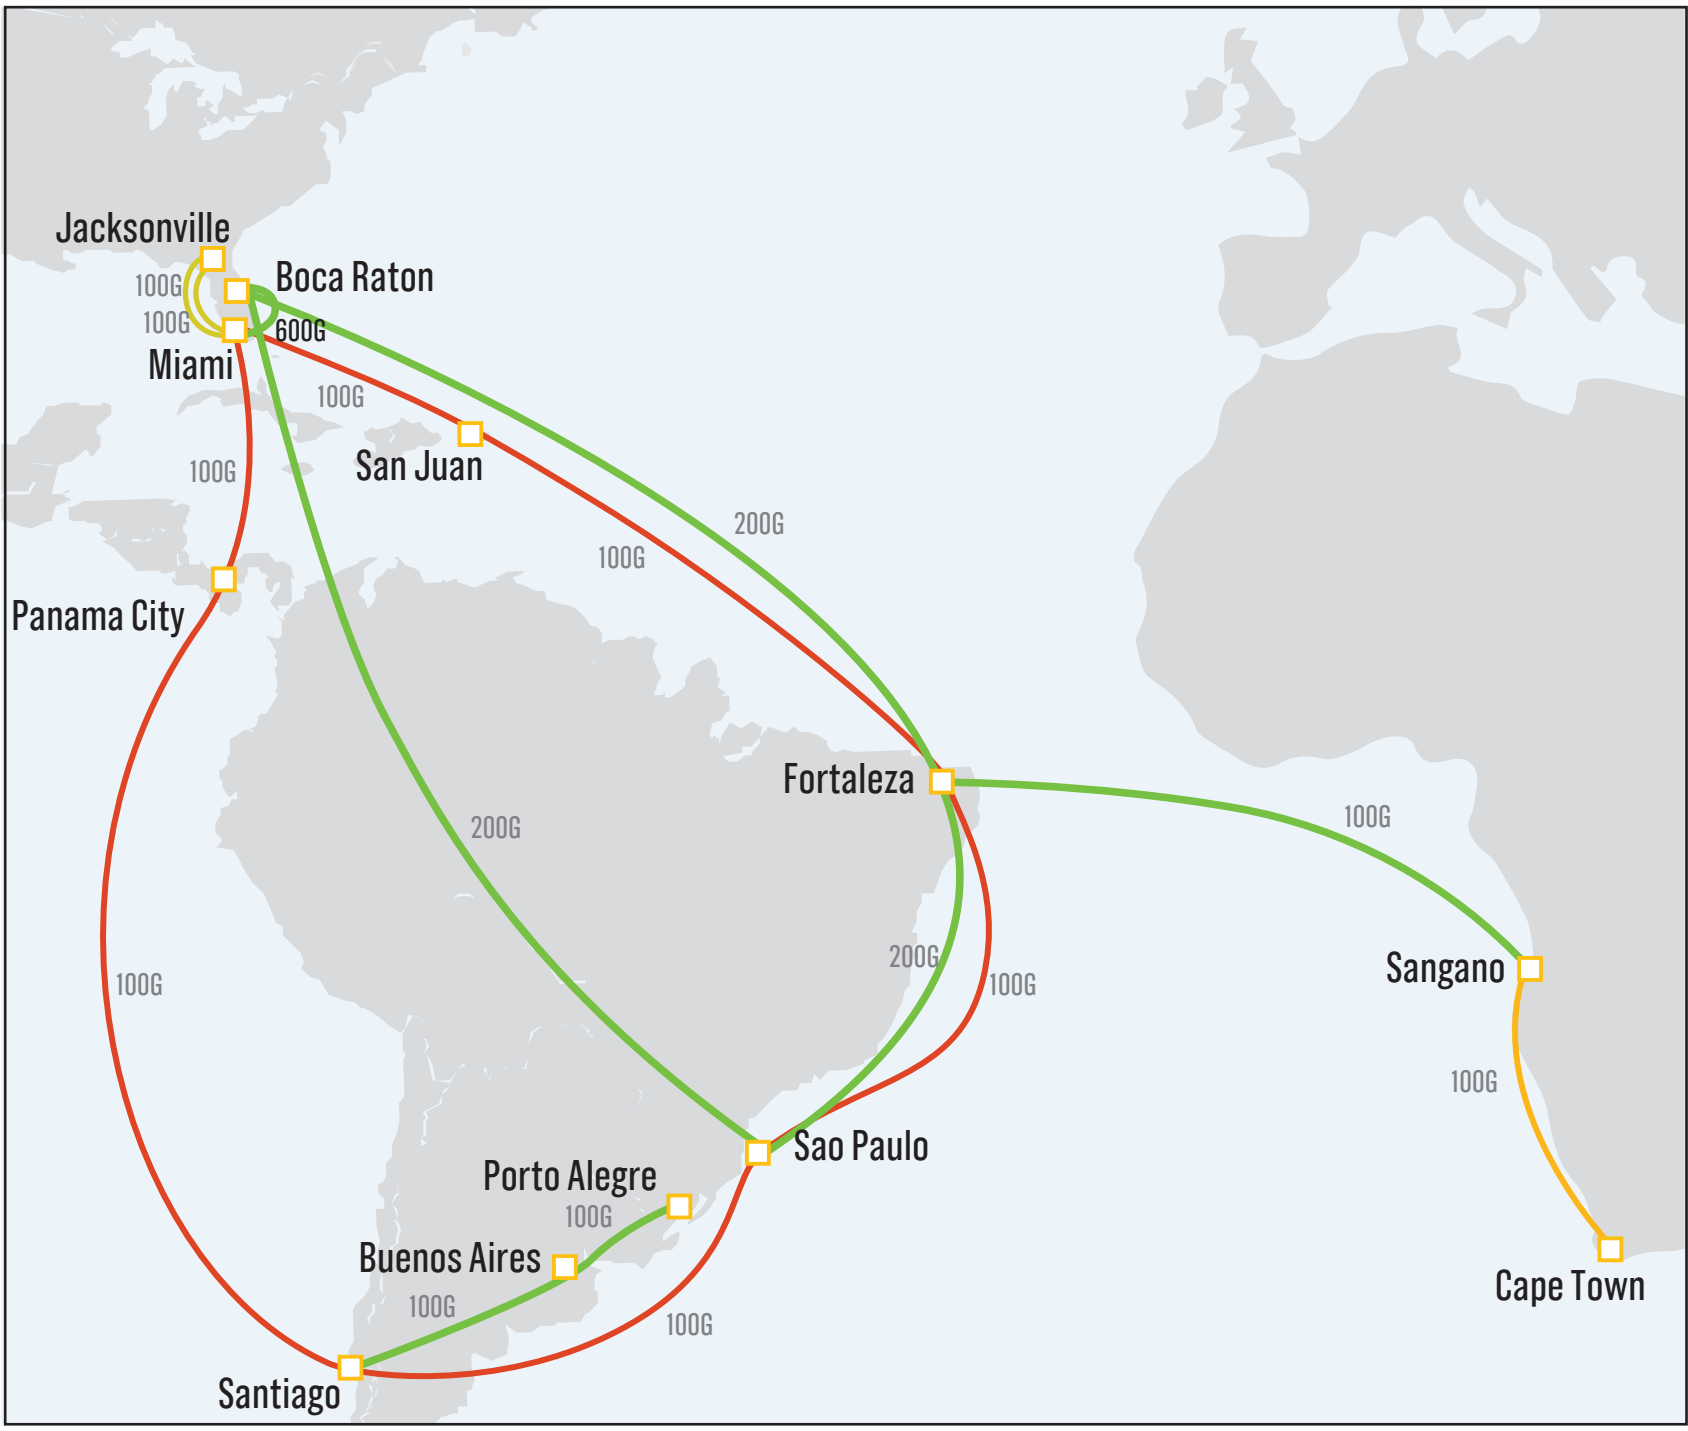 Jacksonville
100G
Boca Raton
100G
600G
Miami
100G
San Juan
100G
200G
100G
Panama City
Fortaleza
100G
200G
200G
Sangano
100G
100G
100G
Sao Paulo
Porto Alegre
100G
Buenos Aires
100G
Cape Town
100G
Santiago